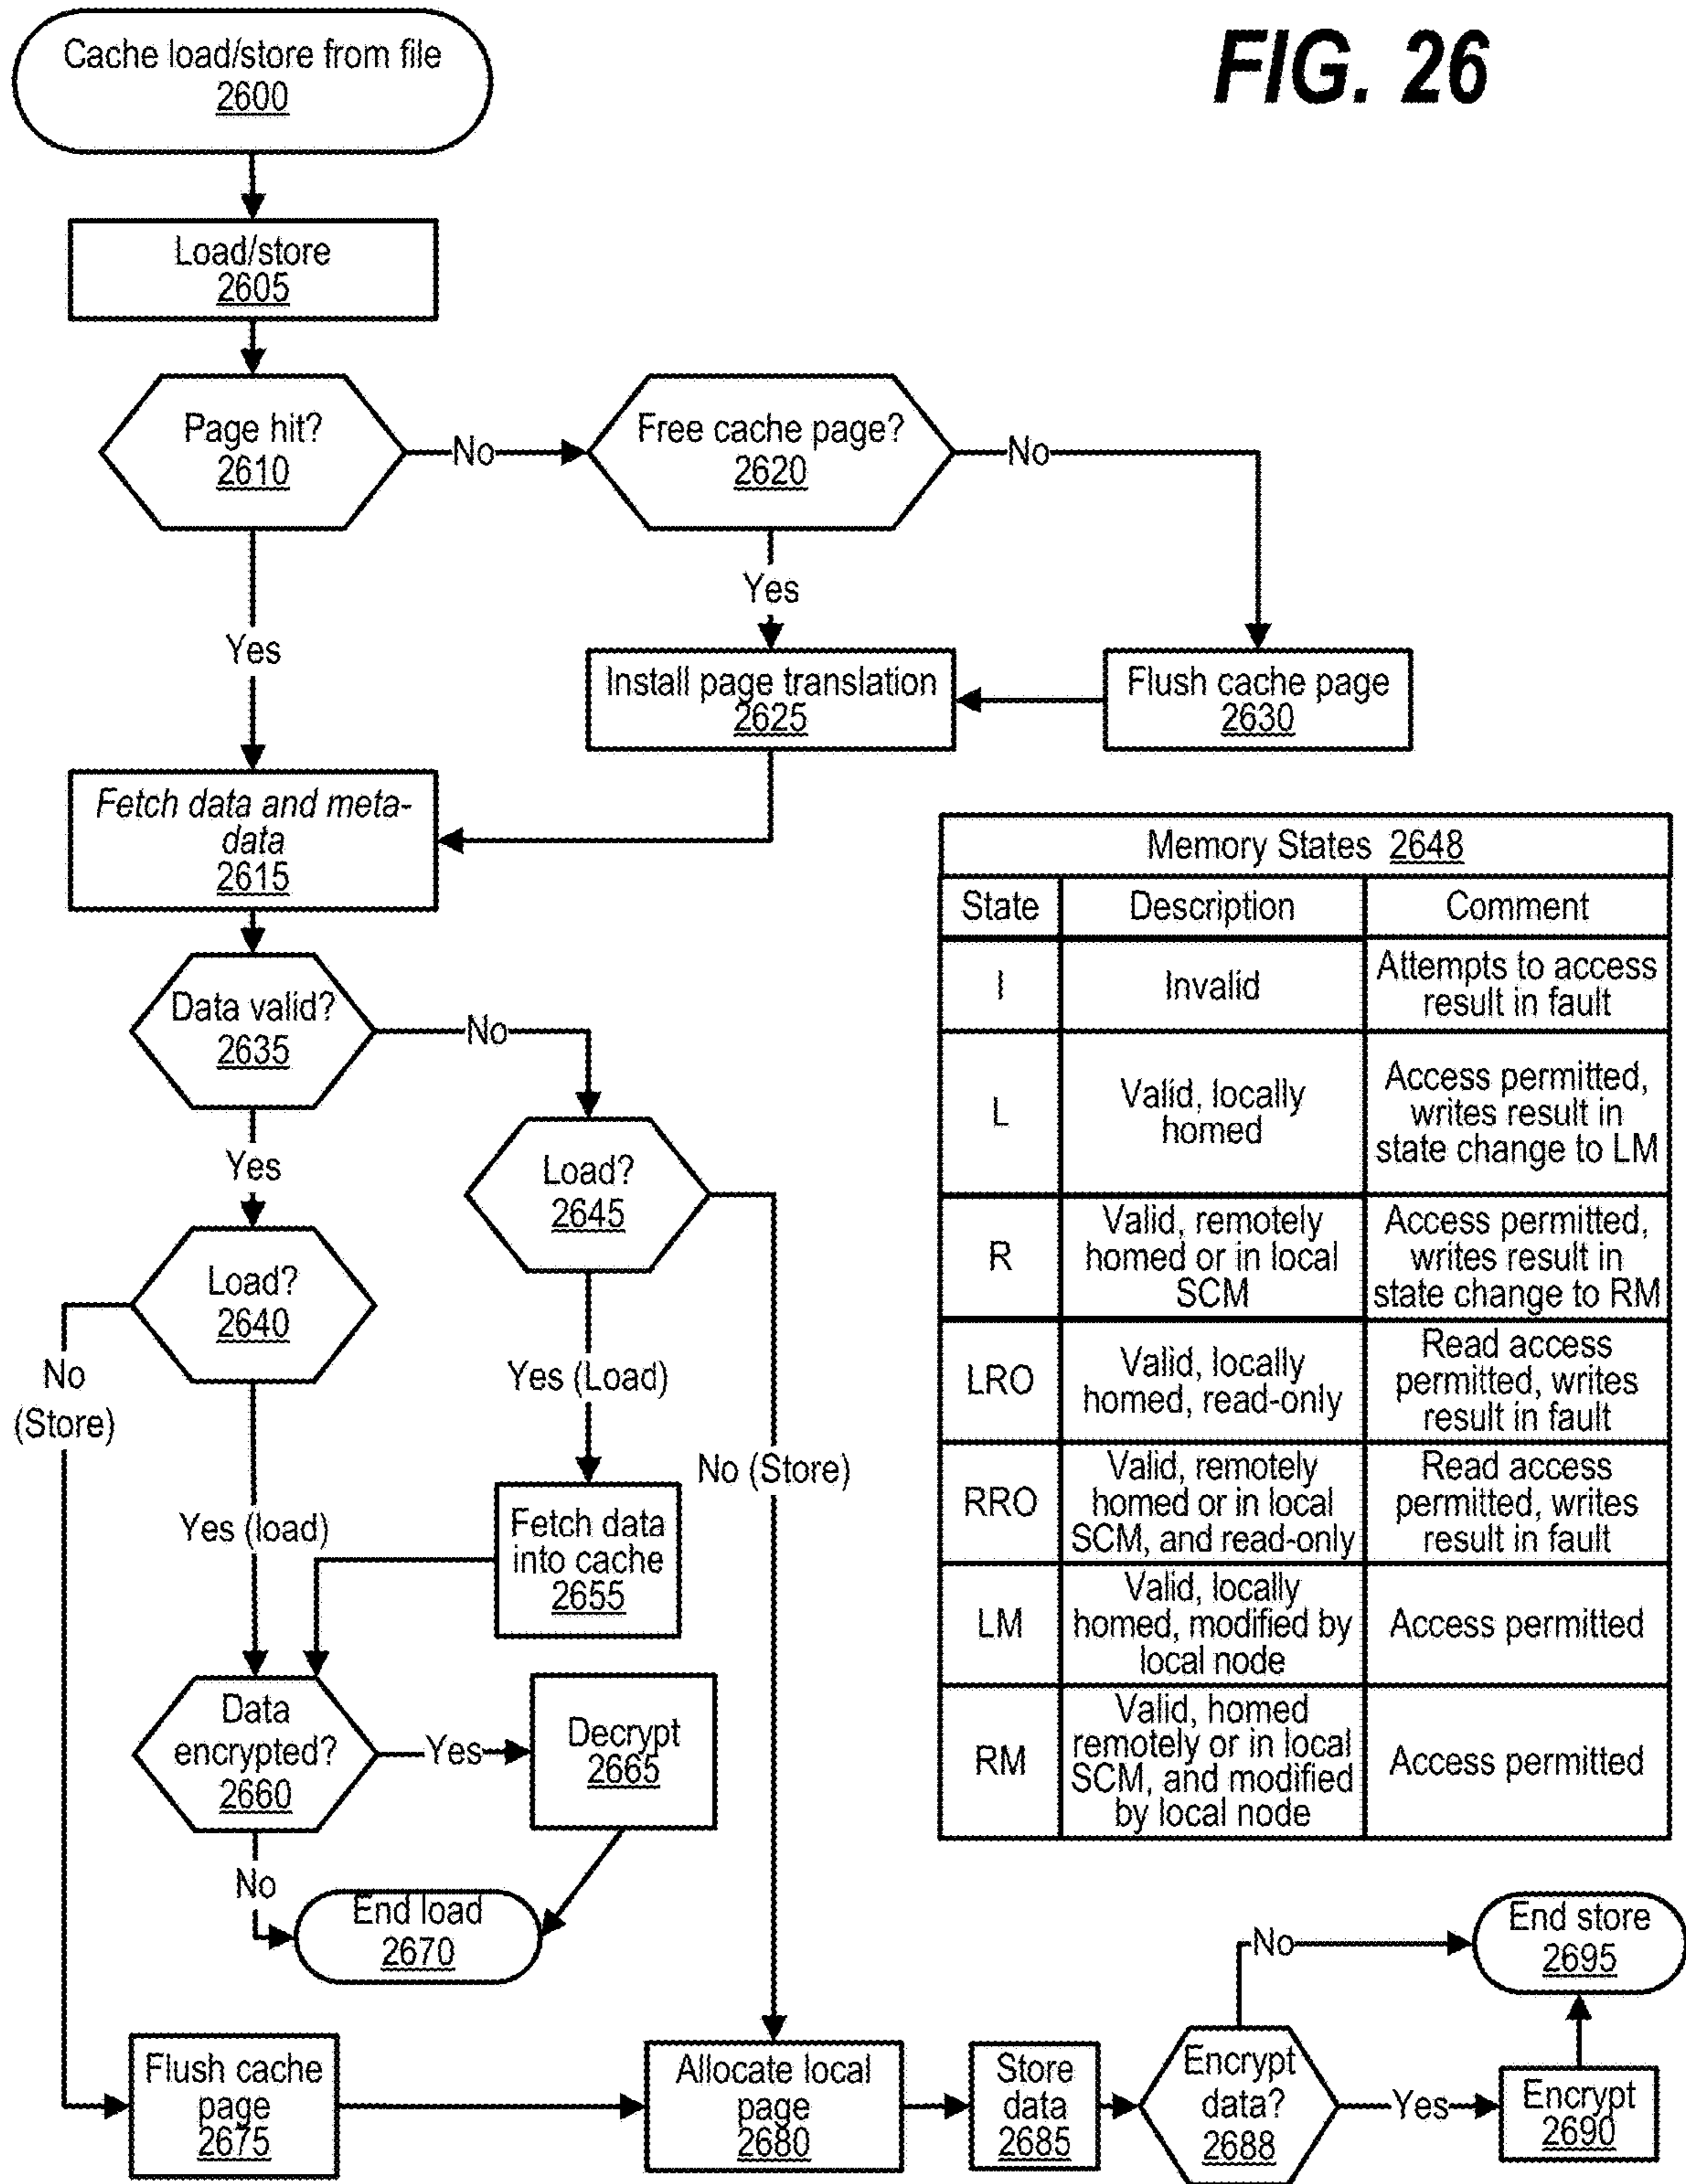 FIG. 26
Cache load/store from file
2600
Load/store
2605
Page hit?
2610
No
Free cache page?
2620
No
Yes
Yes
Install page translation
2625
Flush cache page
2630
Fetch data and meta-
data
2615
Data valid?
2635
No
Yes
Load?
2645
Load?
2640
No
(Store)
Yes (Load)
No (Store)
Yes (load)
Fetch data
into cache
2655
Data
encrypted?
2660
Yes
Decrypt
2665
No
End load
2670
Memory States 2648
State
Description
Comment
I
Invalid
Attempts to access
result in fault
L
Valid, locally
homed
Access permitted,
writes result in
state change to LM
R
Valid, remotely
homed or in local
SCM
Access permitted,
writes result in
state change to RM
LRO
Valid, locally
homed, read-only
Read access
permitted, writes
result in fault
RRO
Valid, remotely
homed or in local
SCM, and read-only
Read access
permitted, writes
result in fault
LM
Valid, locally
homed, modified by
local node
Access permitted
RM
Valid, homed
remotely or in local
SCM, and modified
by local node
Access permitted
Flush cache
page
2675
Allocate local
page
2680
Store
data
2685
Encrypt
data?
2688
No
Yes
Encrypt
2690
End store
2695